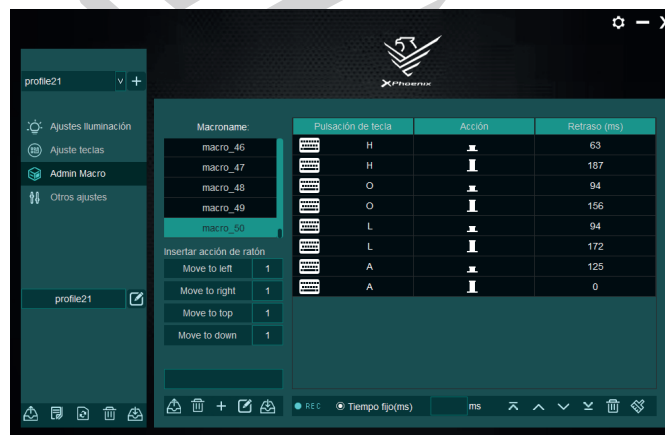 XPhoenix
profile21 v +
Ajustes Iluminación
Ajuste teclas
Admin Macro
Otros ajustes
profile21
Macroname:
macro_46
macro_47
macro_48
macro_49
macro_50
Insertar acción de ratón
Move to left 1
Move to right 1
Move to top 1
Move to down 1
Pulsación de tecla Acción Retraso (ms)
H 63
H 187
O 94
O 156
L 94
L 172
A 125
A 0
REC Tiempo fijo(ms) ms